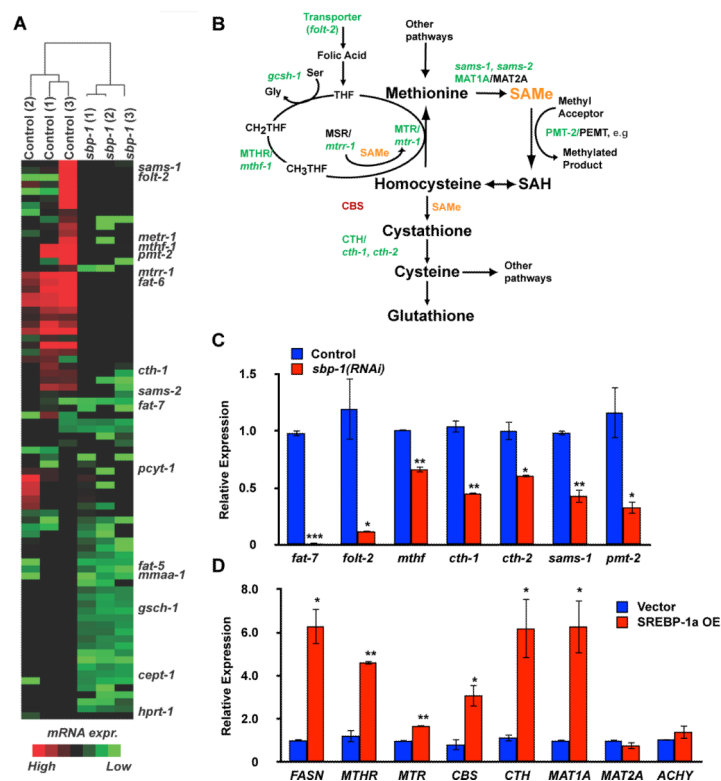 A
Control (2)
Control (1)
Control (3)
sbp-1 (1)
sbp-1 (2)
sbp-1 (3)
sams-1
folt-2
metr-1
mthf-1
pmt-2
mtrr-1
fat-6
cth-1
sams-2
fat-7
pcyt-1
fat-5
mmaa-1
gsch-1
cept-1
hprt-1
mRNA expr.
High Low
B
Transporter
(folt-2)
Folic Acid
gcsh-1
Ser
Gly
THF
CH2THF
MTHR/
mthf-1
CH3THF
MSR/
mtrr-1
SAMe
MTR/
mtr-1
Other
pathways
Methionine
sams-1, sams-2
MAT1A/MAT2A
SAMe
Methyl
Acceptor
PMT-2/PEMT, e.g
Methylated
Product
Homocysteine
SAH
CBS
SAMe
Cystathione
CTH/
cth-1, cth-2
Cysteine
Other
pathways
Glutathione
C
Control
sbp-1(RNAi)
Relative Expression
1.5
1.0
0.5
0
***
*
**
**
*
**
*
fat-7 folt-2 mthf cth-1 cth-2 sams-1 pmt-2
D
Vector
SREBP-1a OE
Relative Expression
8.0
6.0
4.0
2.0
0
*
**
**
*
*
*
FASN MTHR MTR CBS CTH MAT1A MAT2A ACHY